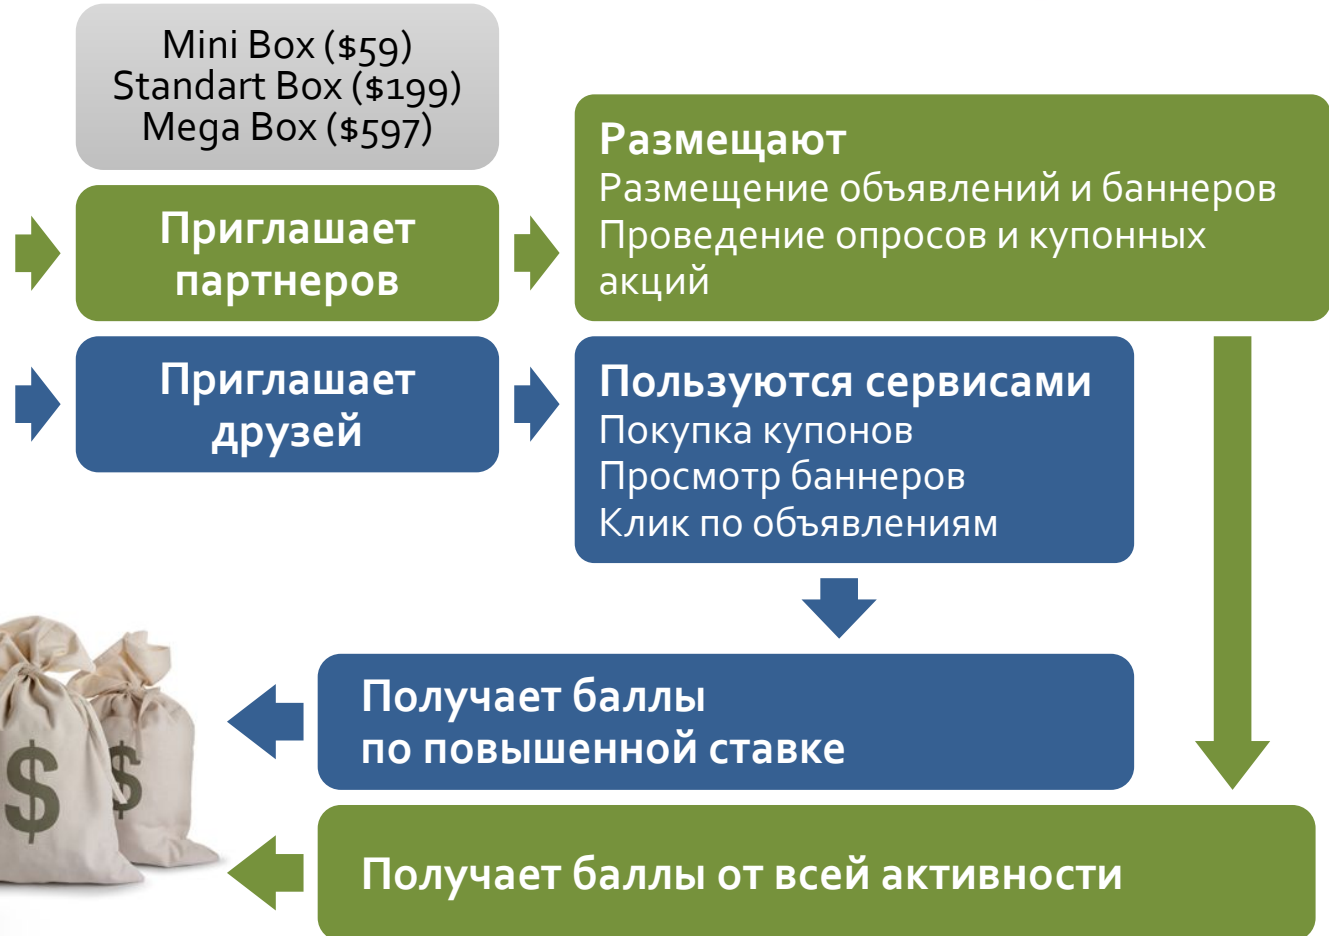 Mini Box ($59)
Standart Box ($199)
Mega Box ($597)
Приглашает
партнеров
Размещают
Размещение объявлений и баннеров
Проведение опросов и купонных
акций
Приглашает
друзей
Пользуются сервисами
Покупка купонов
Просмотр баннеров
Клик по объявлениям
Получает баллы
по повышенной ставке
$
$
Получает баллы от всей активности